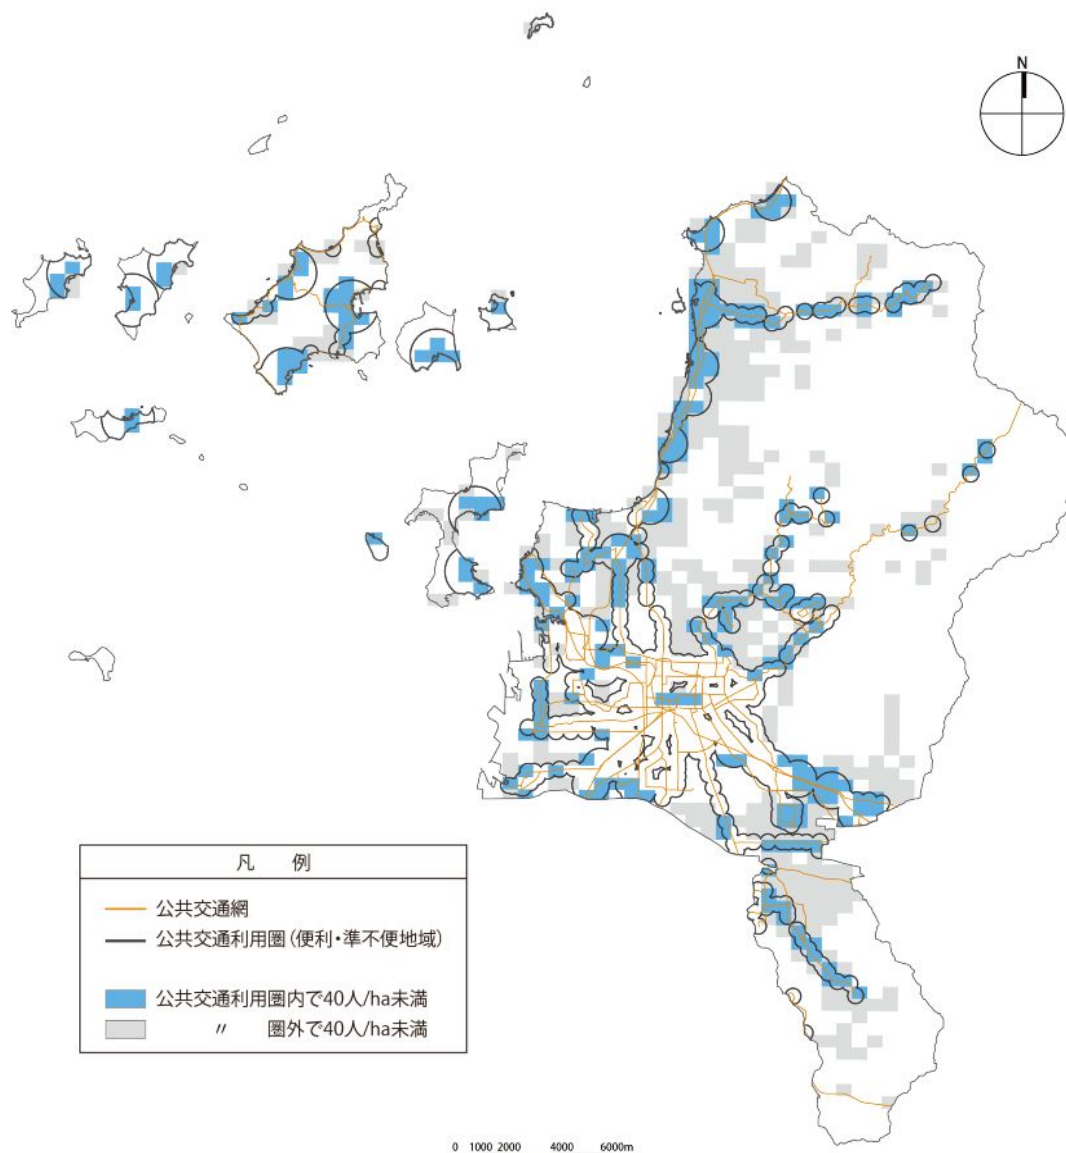 N
凡 例
公共交通網
公共交通利用圏(便利・準不便地域)
公共交通利用圏内で40人/ha未満
〃 圏外で40人/ha未満
0 1000 2000 4000 6000m